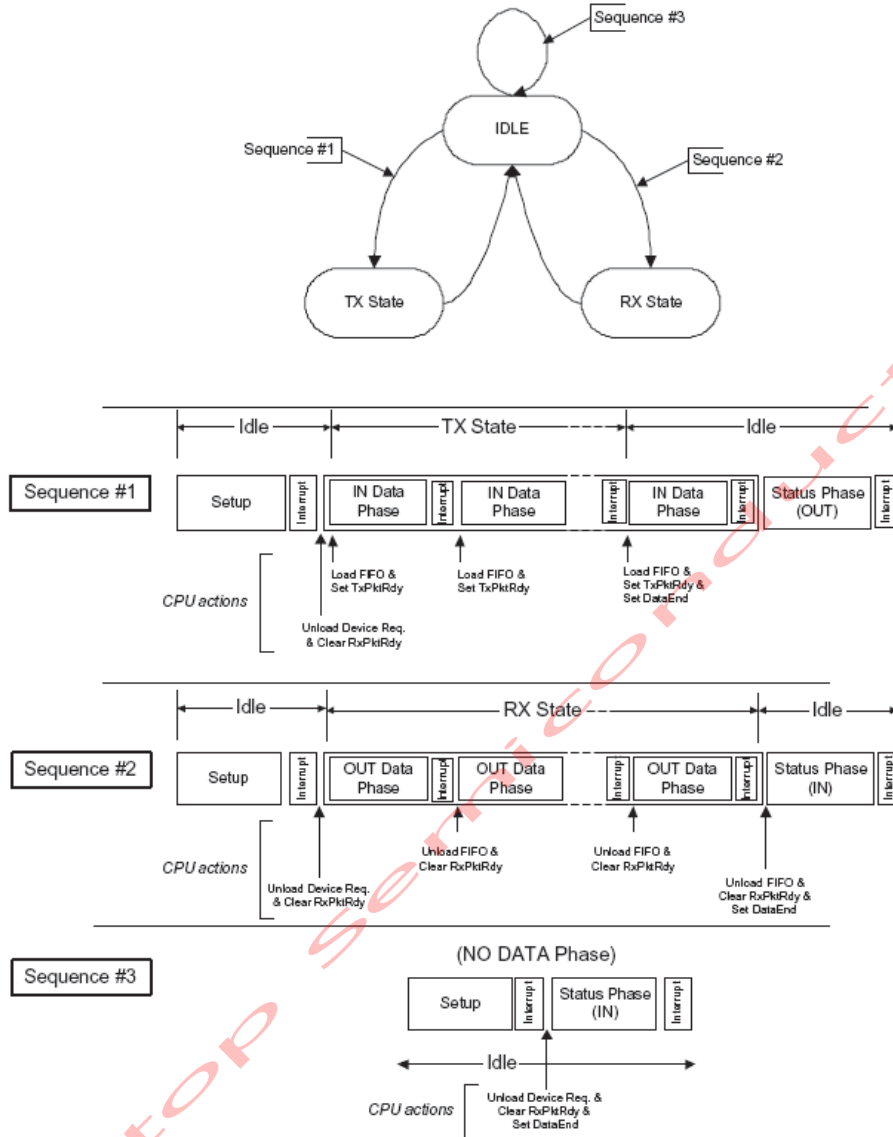 Sequence #3
IDLE
Sequence #1
Sequence #2
TX State
RX State
Idle
TX State
Idle
Sequence #1
Setup
Interrupt
IN Data
Phase
Interrupt
IN Data
Phase
Interrupt
IN Data
Phase
Interrupt
Status Phase
(OUT)
Interrupt
CPU actions
Load FIFO &
Set TxPktRdy
Load FIFO &
Set TxPktRdy
Load FIFO &
Set TxPktRdy &
Set DataEnd
Unload Device Req.
& Clear RxPktRdy
Idle
RX State
Idle
Sequence #2
Setup
Interrupt
OUT Data
Phase
Interrupt
OUT Data
Phase
Interrupt
OUT Data
Phase
Interrupt
Status Phase
(IN)
Interrupt
CPU actions
Unload Device Req.
& Clear RxPktRdy
Unload FIFO &
Clear RxPktRdy
Unload FIFO &
Clear RxPktRdy
Unload FIFO &
Clear RxPktRdy &
Set DataEnd
Sequence #3
(NO DATA Phase)
Setup
Interrupt
Status Phase
(IN)
Interrupt
Idle
CPU actions
Unload Device Req. &
Clear RxPktRdy &
Set DataEnd
top Semiconduct